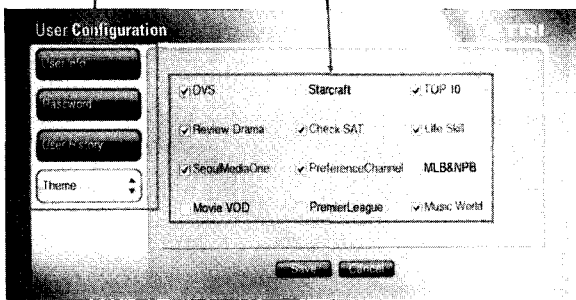 User Configuration
ETRI
User Info
Password
User History
Theme
DVS Starcraft TOP 10
Review Drama Check SAT Life Skill
SeoulMediaOne PreferenceChannel MLB&NPB
Movie VOD PremierLeague Music World
Save Cancel